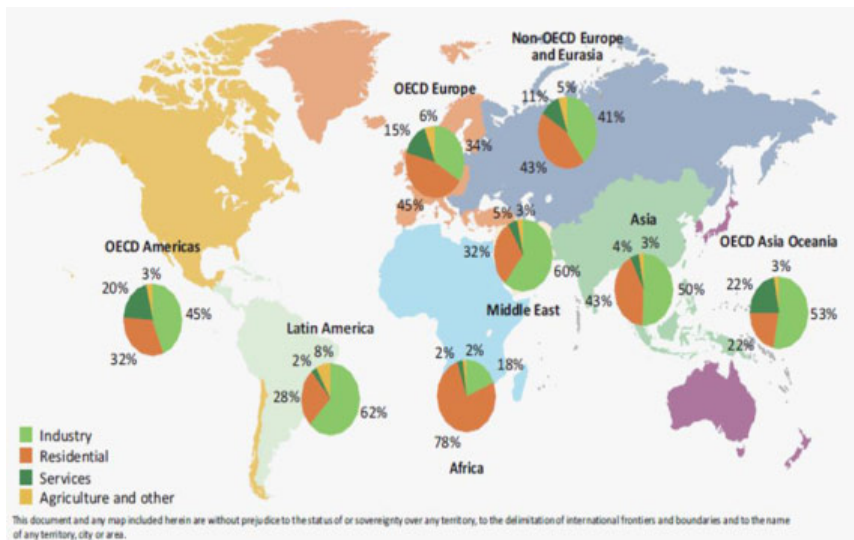 Non-OECD Europe
and Eurasia
11%
5%
41%
43%
OECD Europe
15%
6%
34%
45%
5%
3%
32%
60%
Middle East
Asia
4%
3%
43%
50%
OECD Asia Oceania
3%
22%
53%
22%
OECD Americas
3%
20%
45%
32%
Latin America
2%
8%
28%
62%
2%
2%
18%
78%
Africa
Industry
Residential
Services
Agriculture and other
This document and any map included herein are without prejudice to the status of or sovereignty over any territory, to the delimitation of international frontiers and boundaries and to the name
of any territory, city or area.